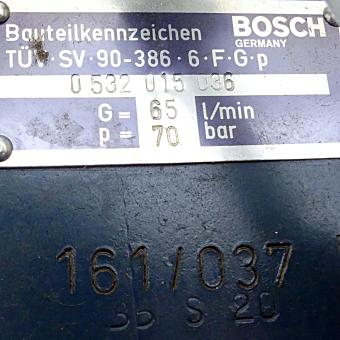 Bauteilkennzeichen BOSCH
GERMANY
TÜV·SV·90-386·6·F·G·p
0 532 015 036
G = 65 l/min
p = 70 bar
161/037
S 20